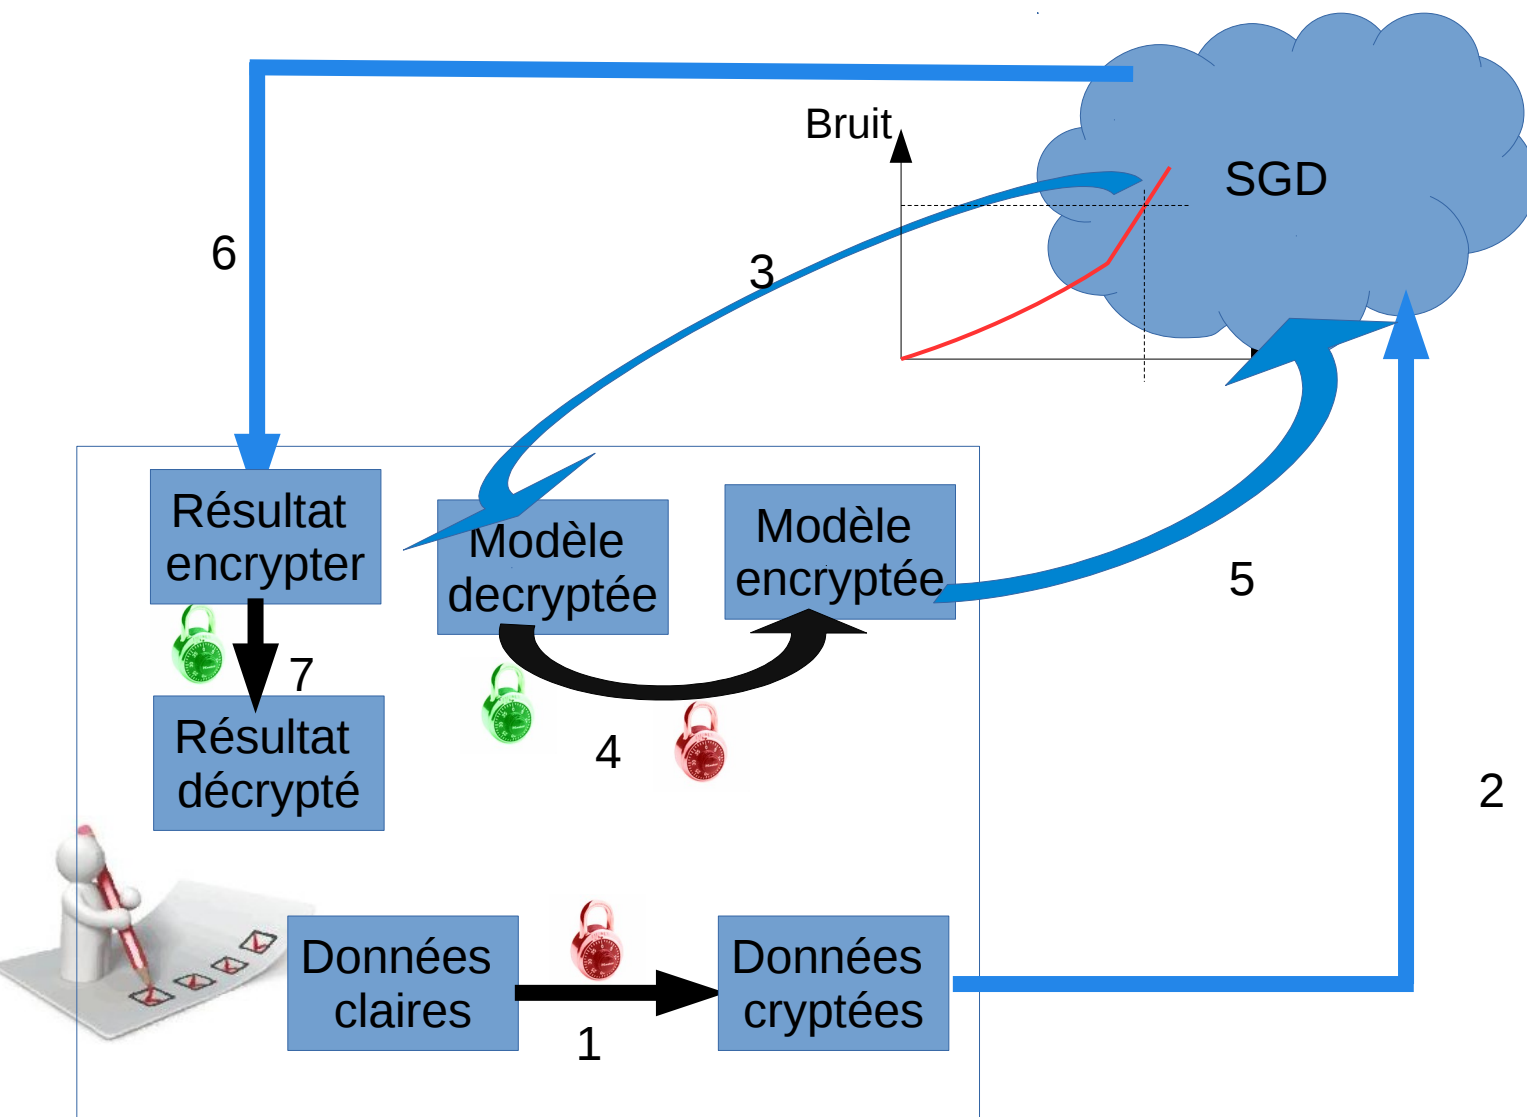 Bruit
SGD
6
3
Résultat
encrypter
Modèle
decryptée
Modèle
encryptée
5
7
4
Résultat
décrypté
2
Données
claires
Données
cryptées
1